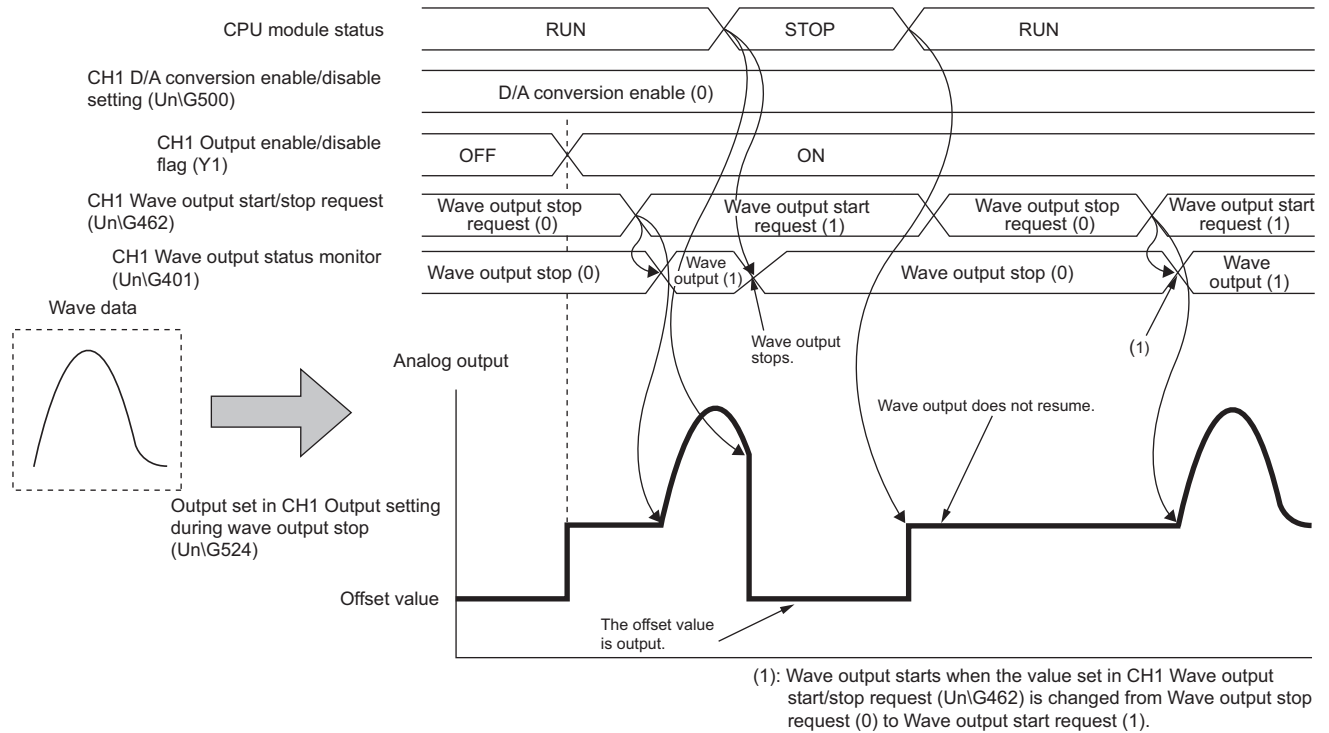 CPU module status
RUN
STOP
RUN
CH1 D/A conversion enable/disable
setting (Un\G500)
D/A conversion enable (0)
CH1 Output enable/disable
flag (Y1)
OFF
ON
CH1 Wave output start/stop request
(Un\G462)
Wave output stop
request (0)
Wave output start
request (1)
Wave output stop
request (0)
Wave output start
request (1)
CH1 Wave output status monitor
(Un\G401)
Wave output stop (0)
Wave
output (1)
Wave output stop (0)
Wave
output (1)
Wave data
Wave output
stops.
(1)
Analog output
Wave output does not resume.
Output set in CH1 Output setting
during wave output stop
(Un\G524)
Offset value
The offset value
is output.
(1): Wave output starts when the value set in CH1 Wave output
start/stop request (Un\G462) is changed from Wave output stop
request (0) to Wave output start request (1).